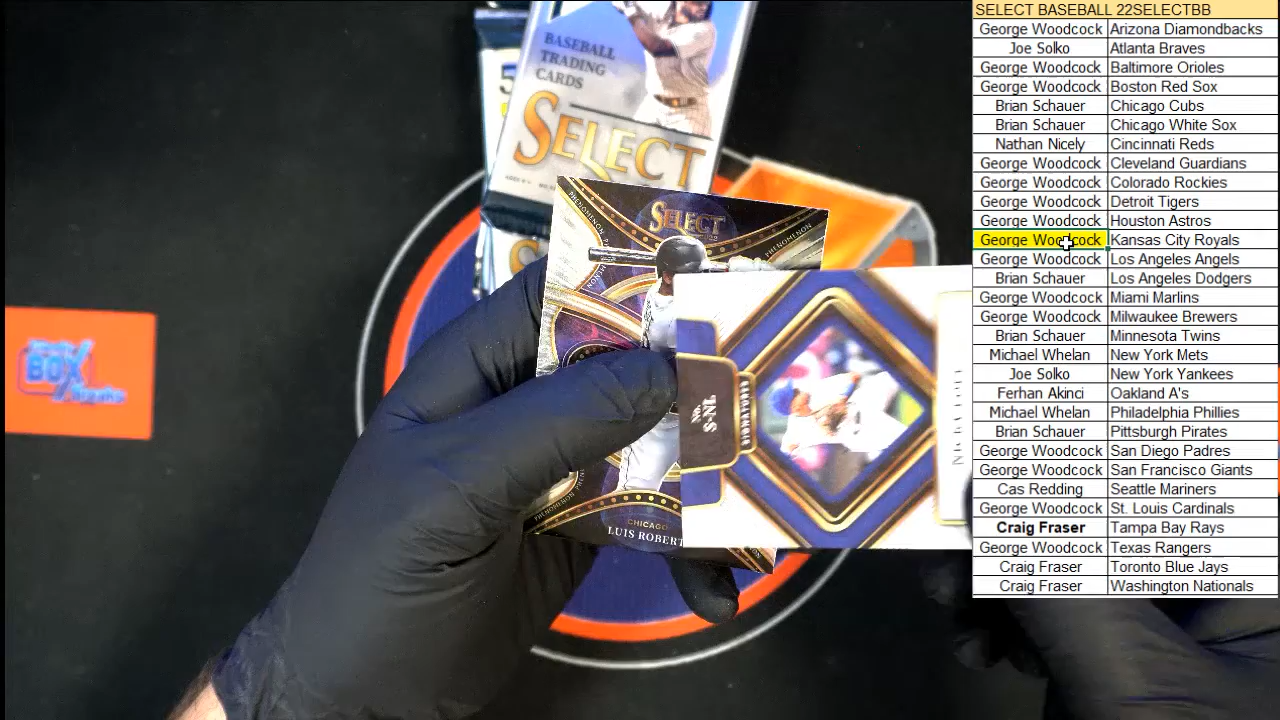 SELECT BASEBALL 22SELECTBB
George Woodcock Arizona Diamondbacks
Joe Solko Atlanta Braves
George Woodcock Baltimore Orioles
George Woodcock Boston Red Sox
Brian Schauer Chicago Cubs
Brian Schauer Chicago White Sox
Nathan Nicely Cincinnati Reds
George Woodcock Cleveland Guardians
George Woodcock Colorado Rockies
George Woodcock Detroit Tigers
George Woodcock Houston Astros
George Woodcock Kansas City Royals
George Woodcock Los Angeles Angels
Brian Schauer Los Angeles Dodgers
George Woodcock Miami Marlins
George Woodcock Milwaukee Brewers
Brian Schauer Minnesota Twins
Michael Whelan New York Mets
Joe Solko New York Yankees
Ferhan Akinci Oakland A's
Michael Whelan Philadelphia Phillies
Brian Schauer Pittsburgh Pirates
George Woodcock San Diego Padres
George Woodcock San Francisco Giants
Cas Redding Seattle Mariners
George Woodcock St. Louis Cardinals
Craig Fraser Tampa Bay Rays
George Woodcock Texas Rangers
Craig Fraser Toronto Blue Jays
Craig Fraser Washington Nationals
BASEBALL
TRADING
CARDS
SELECT
5
SELECT
PHENOMENON
PHENOMENON
PHENOMENON
CHICAGO
LUIS ROBERT
No.
S-NL
SIGNATURES
BOX